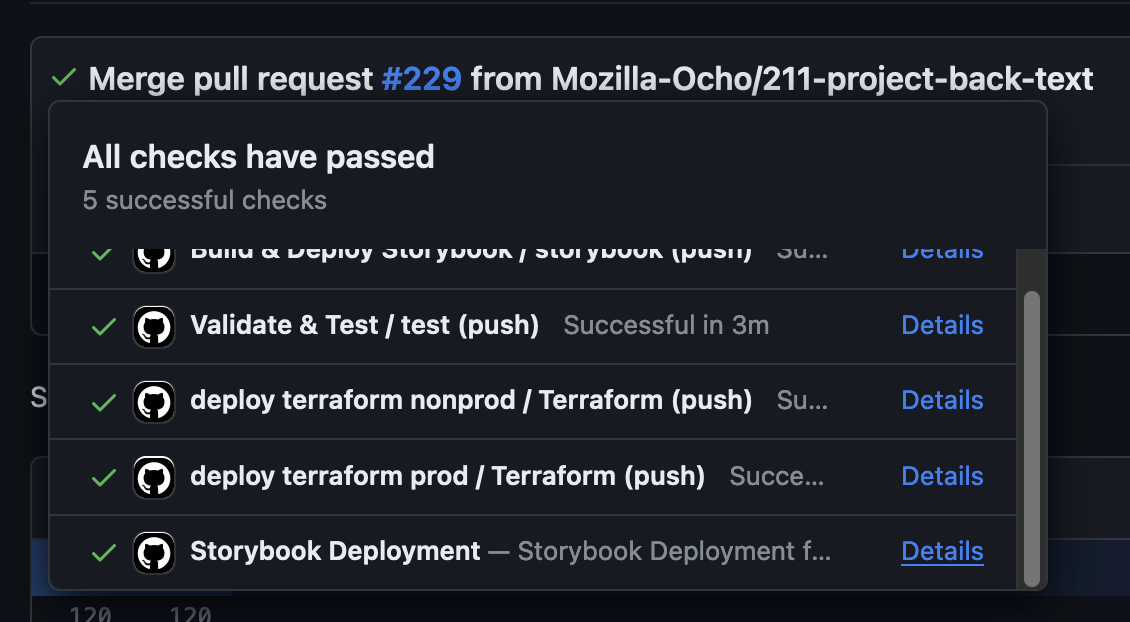 Merge pull request #229 from Mozilla-Ocho/211-project-back-text
All checks have passed
5 successful checks
Build & Deploy Storybook / storybook (push) Su... Details
Validate & Test / test (push) Successful in 3m Details
deploy terraform nonprod / Terraform (push) Su... Details
deploy terraform prod / Terraform (push) Succe... Details
Storybook Deployment — Storybook Deployment f... Details
S
120 120